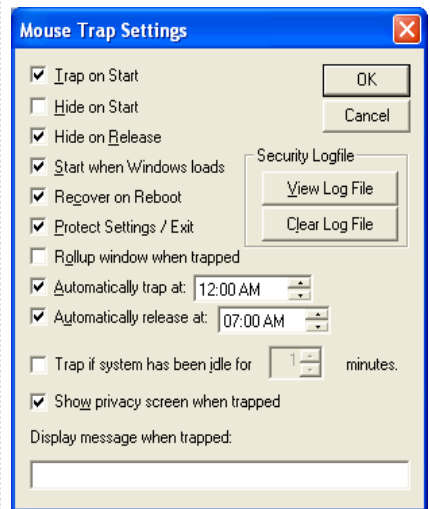 Mouse Trap Settings
Trap on Start
OK
Hide on Start
Cancel
Hide on Release
Security Logfile
Start when Windows loads
View Log File
Recover on Reboot
Protect Settings / Exit
Clear Log File
Rollup window when trapped
Automatically trap at: 12:00 AM
Automatically release at: 07:00 AM
Trap if system has been idle for 1 minutes.
Show privacy screen when trapped
Display message when trapped: